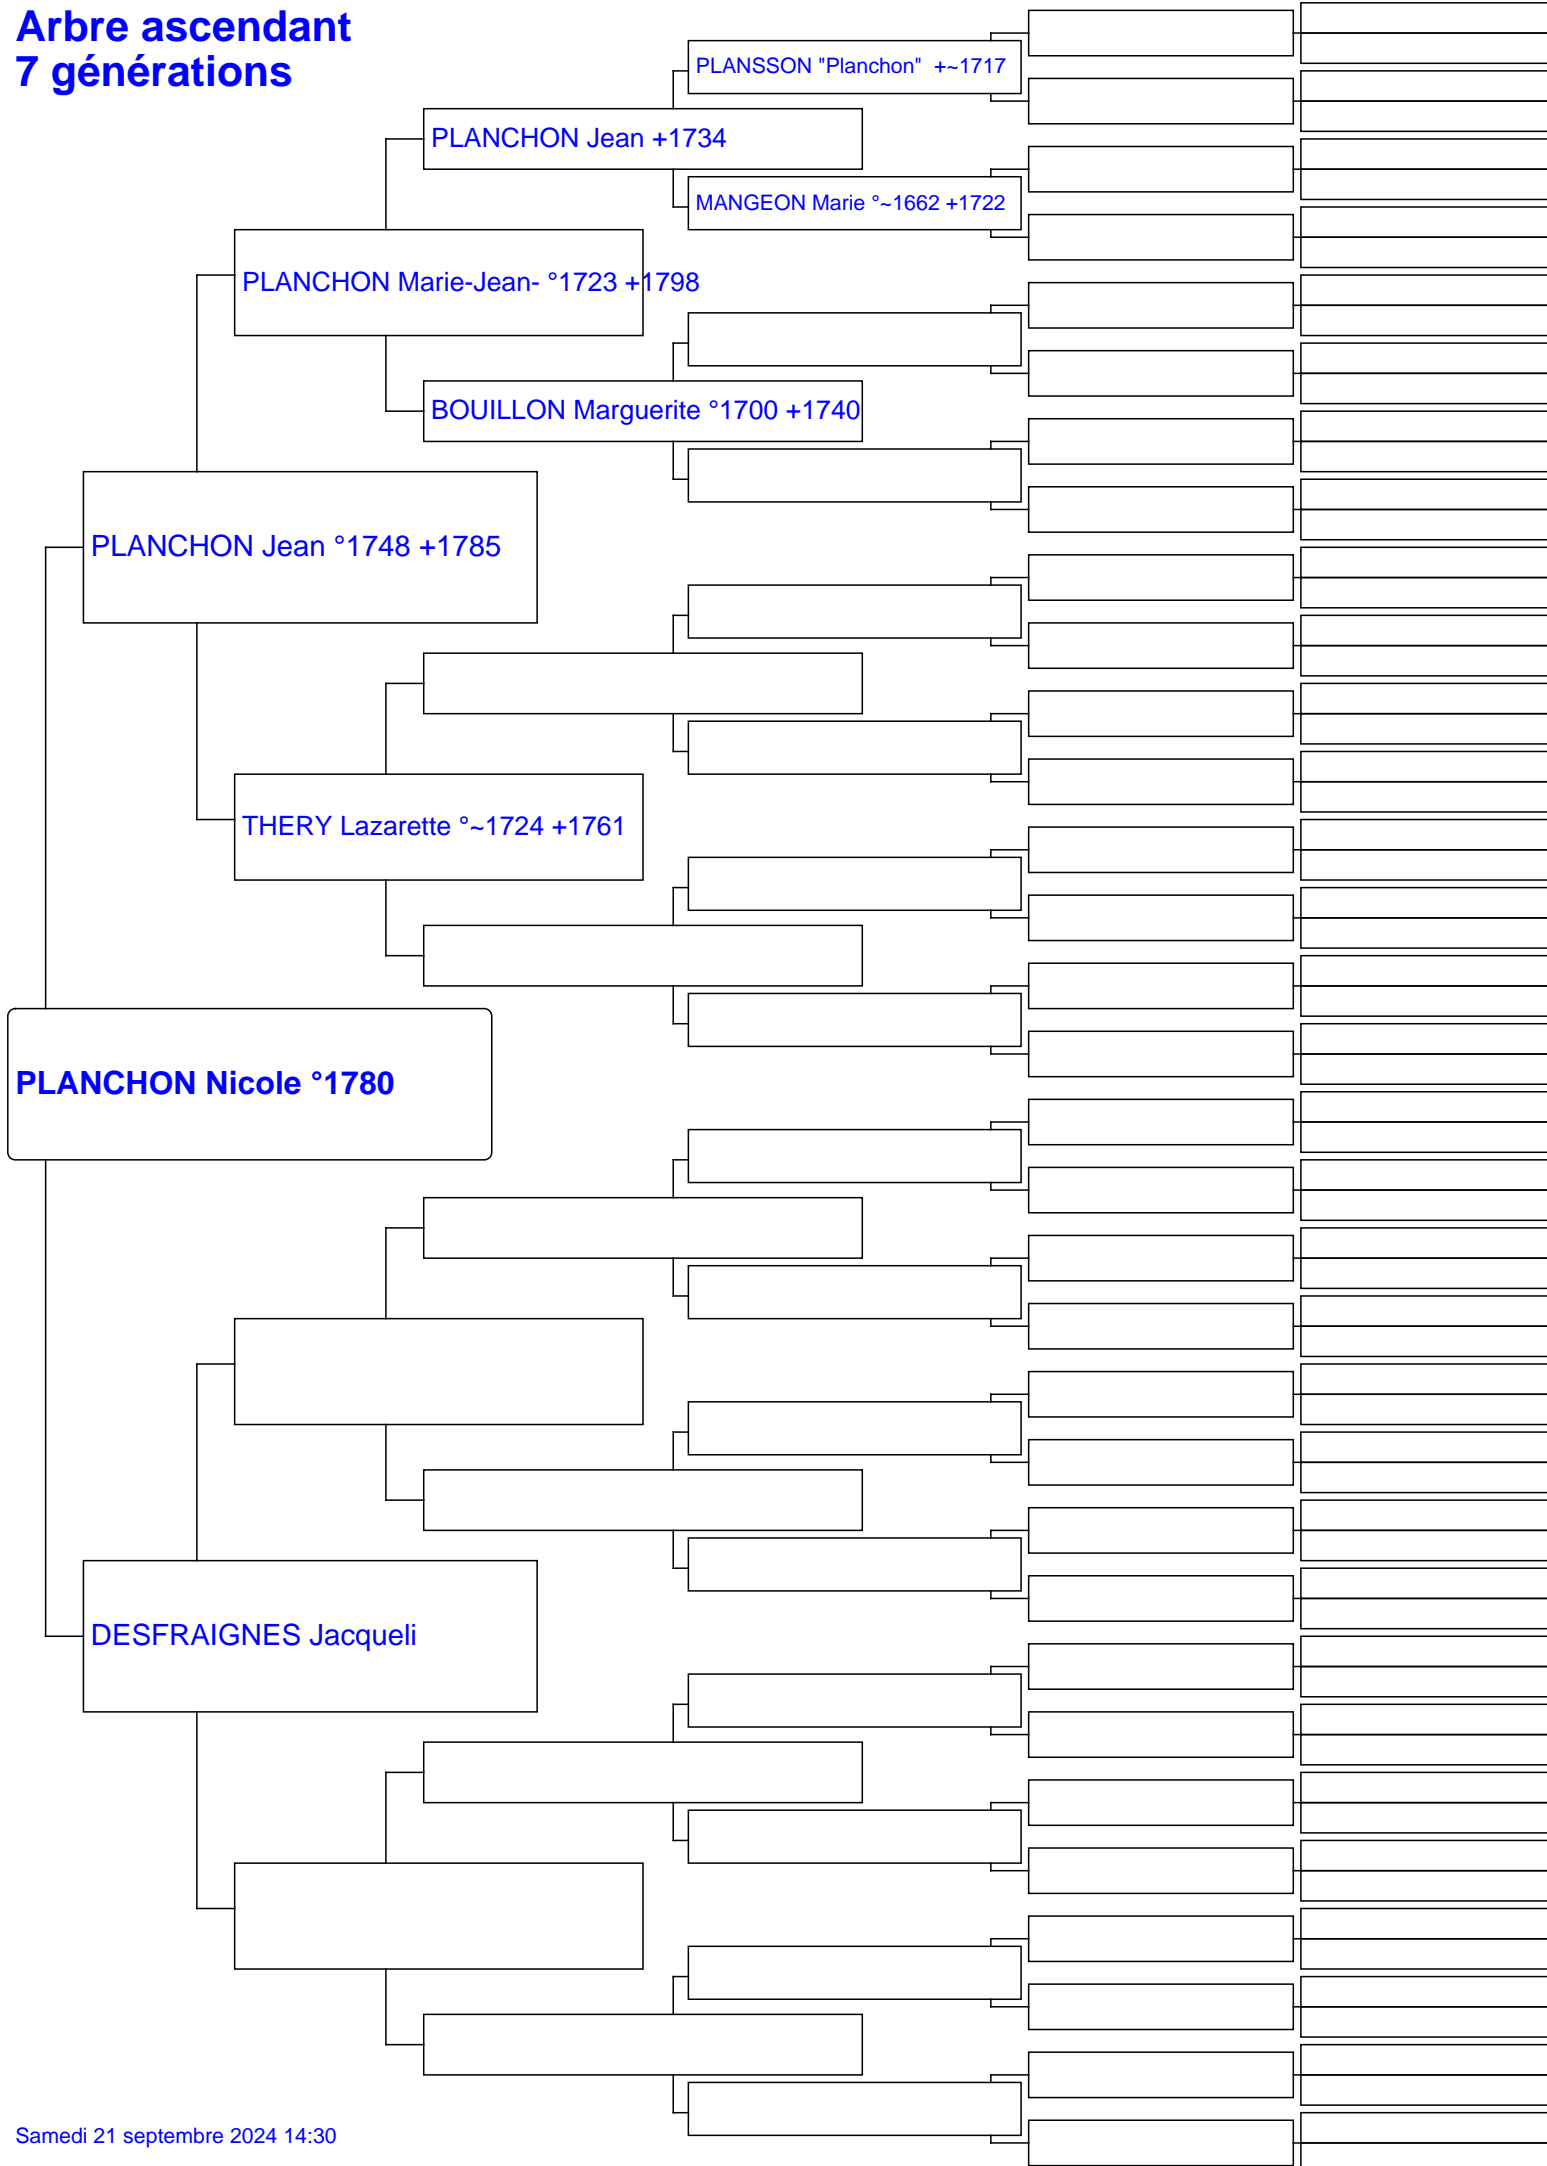 Arbre ascendant
7 générations
PLANSSON "Planchon"  +~1717
PLANCHON Jean +1734
MANGEON Marie °~1662 +1722
PLANCHON Marie-Jean- °1723 +1798
BOUILLON Marguerite °1700 +1740
PLANCHON Jean °1748 +1785
THERY Lazarette °~1724 +1761
PLANCHON Nicole °1780
DESFRAIGNES Jacqueli
Samedi 21 septembre 2024 14:30